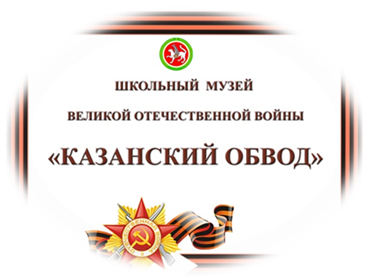 ШКОЛЬНЫЙ МУЗЕЙ
ВЕЛИКОЙ ОТЕЧЕСТВЕННОЙ ВОЙНЫ
«КАЗАНСКИЙ ОБВОД»